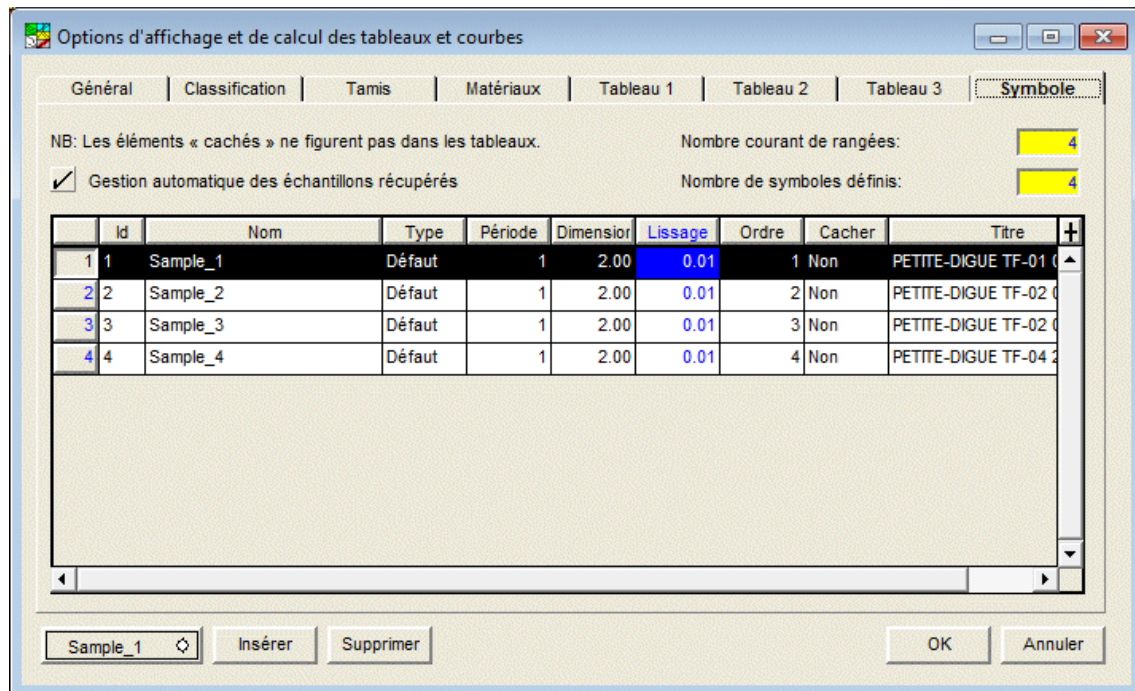 Options d'affichage et de calcul des tableaux et courbes
Général Classification Tamis Matériaux Tableau 1 Tableau 2 Tableau 3 Symbole
NB: Les éléments « cachés » ne figurent pas dans les tableaux. Nombre courant de rangées: 4
Gestion automatique des échantillons récupérés Nombre de symboles définis: 4
Id Nom Type Période Dimension Lissage Ordre Cacher Titre +
1 1 Sample_1 Défaut 1 2.00 0.01 1 Non PETITE-DIGUE TF-01
2 2 Sample_2 Défaut 1 2.00 0.01 2 Non PETITE-DIGUE TF-02
3 3 Sample_3 Défaut 1 2.00 0.01 3 Non PETITE-DIGUE TF-02
4 4 Sample_4 Défaut 1 2.00 0.01 4 Non PETITE-DIGUE TF-04
Sample_1 Insérer Supprimer OK Annuler